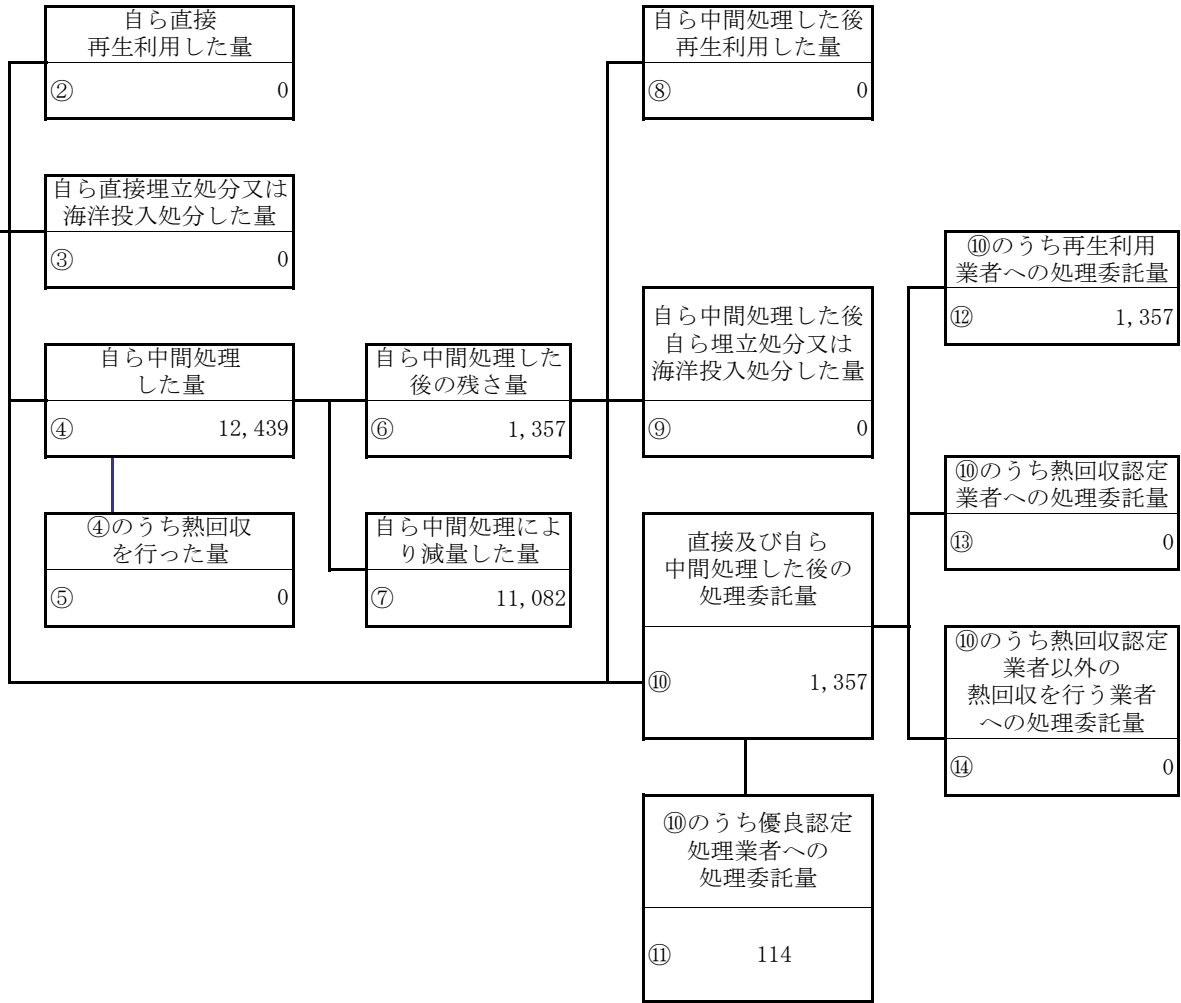 自ら直接
再生利用した量
② 0
自ら直接埋立処分又は
海洋投入処分した量
③ 0
自ら中間処理
した量
④ 12,439
④のうち熱回収
を行った量
⑤ 0
自ら中間処理した
後の残さ量
⑥ 1,357
自ら中間処理によ
り減量した量
⑦ 11,082
自ら中間処理した後
再生利用した量
⑧ 0
自ら中間処理した後
自ら埋立処分又は
海洋投入処分した量
⑨ 0
直接及び自ら
中間処理した後の
処理委託量
⑩ 1,357
⑩のうち優良認定
処理業者への
処理委託量
⑪ 114
⑩のうち再生利用
業者への処理委託量
⑫ 1,357
⑩のうち熱回収認定
業者への処理委託量
⑬ 0
⑩のうち熱回収認定
業者以外の
熱回収を行う業者
への処理委託量
⑭ 0